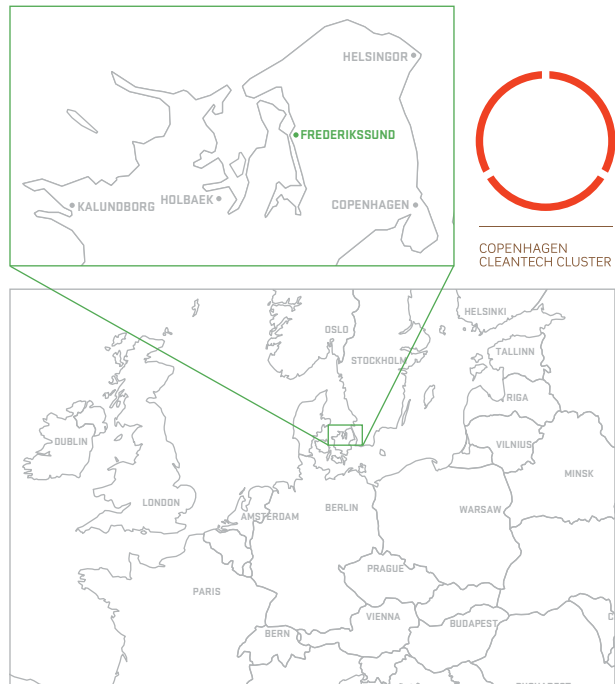 HELSINGOR
FREDERIKSSUND
KALUNDBORG
HOLBAEK
COPENHAGEN
COPENHAGEN
CLEANTECH CLUSTER
HELSINKI
OSLO
TALLINN
STOCKHOLM
RIGA
DUBLIN
VILNIUS
MINSK
LONDON
AMSTERDAM
BERLIN
WARSAW
PRAGUE
PARIS
VIENNA
BUDAPEST
BERN